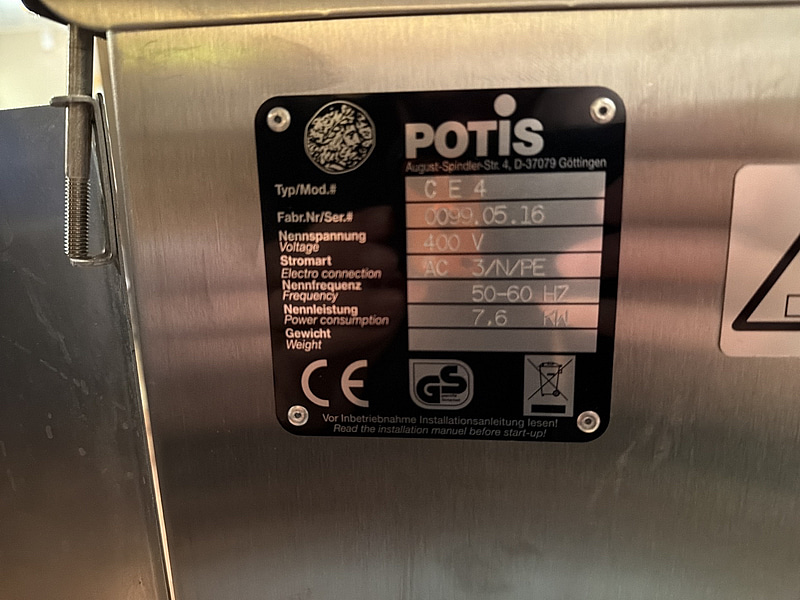 POTIS
August-Spindler-Str. 4, D-37079 Göttingen
Typ/Mod.# C E 4
Fabr.Nr/Ser.# 0099.05.16
Nennspannung
Voltage 400 V
Stromart
Electro connection AC 3/N/PE
Nennfrequenz
Frequency 50-60 HZ
Nennleistung
Power consumption 7,6 KW
Gewicht
Weight
CE GS
Vor Inbetriebnahme Installationsanleitung lesen!
Read the installation manuel before start-up!